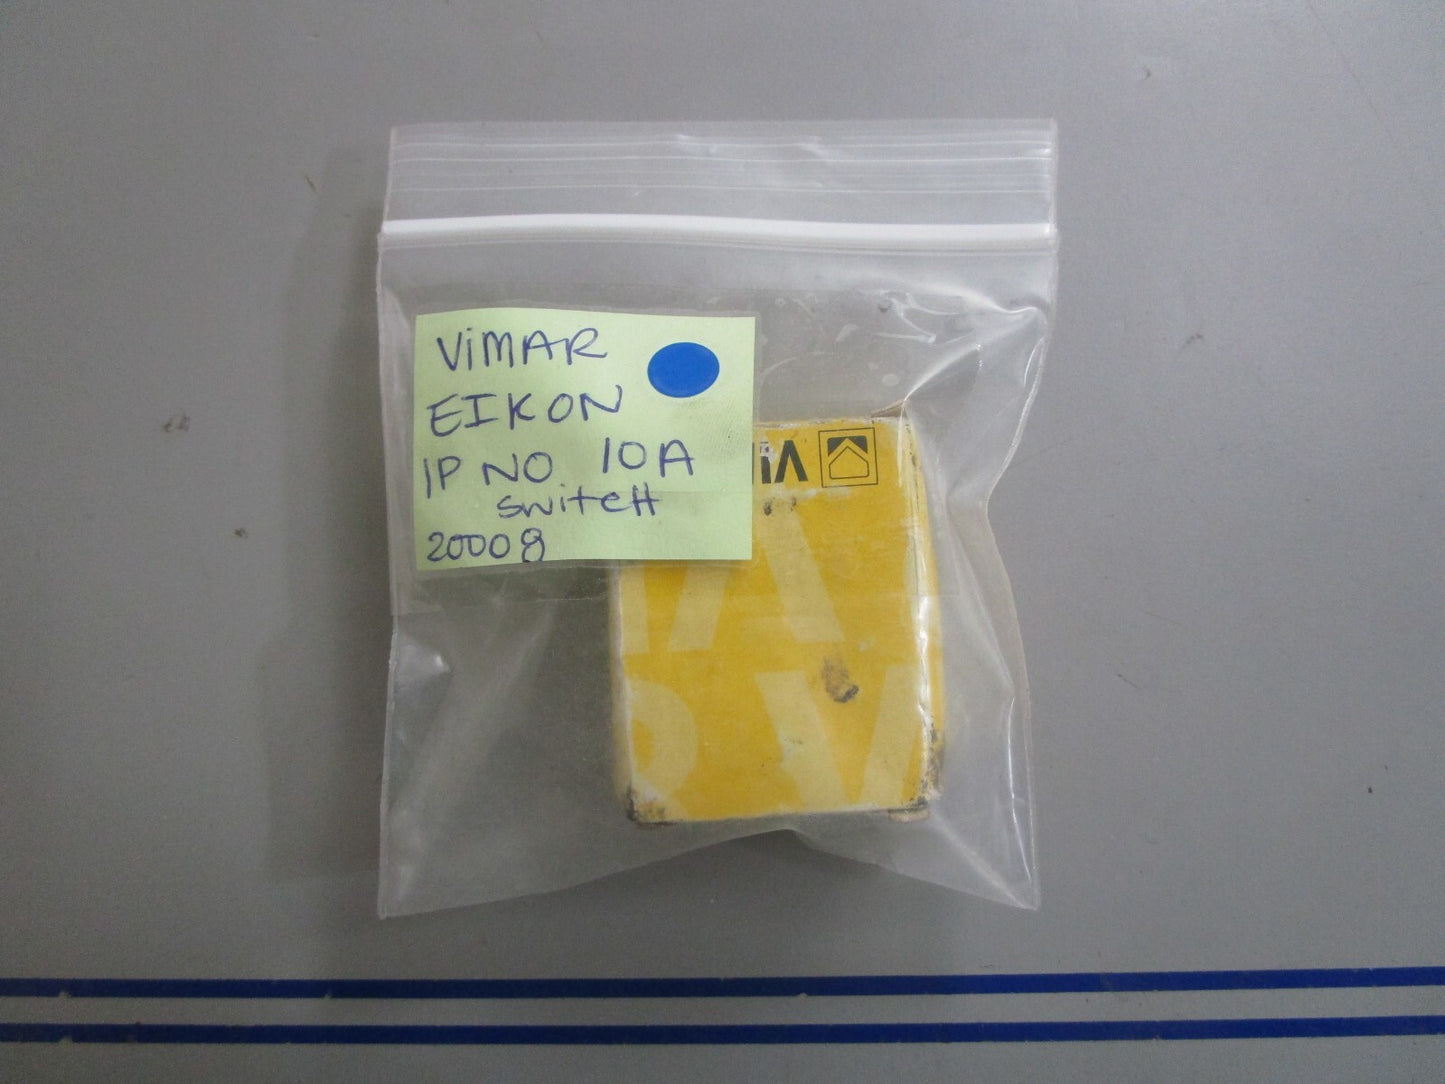 ViMAR
EIKON
1P NO 10A
switcH
20008